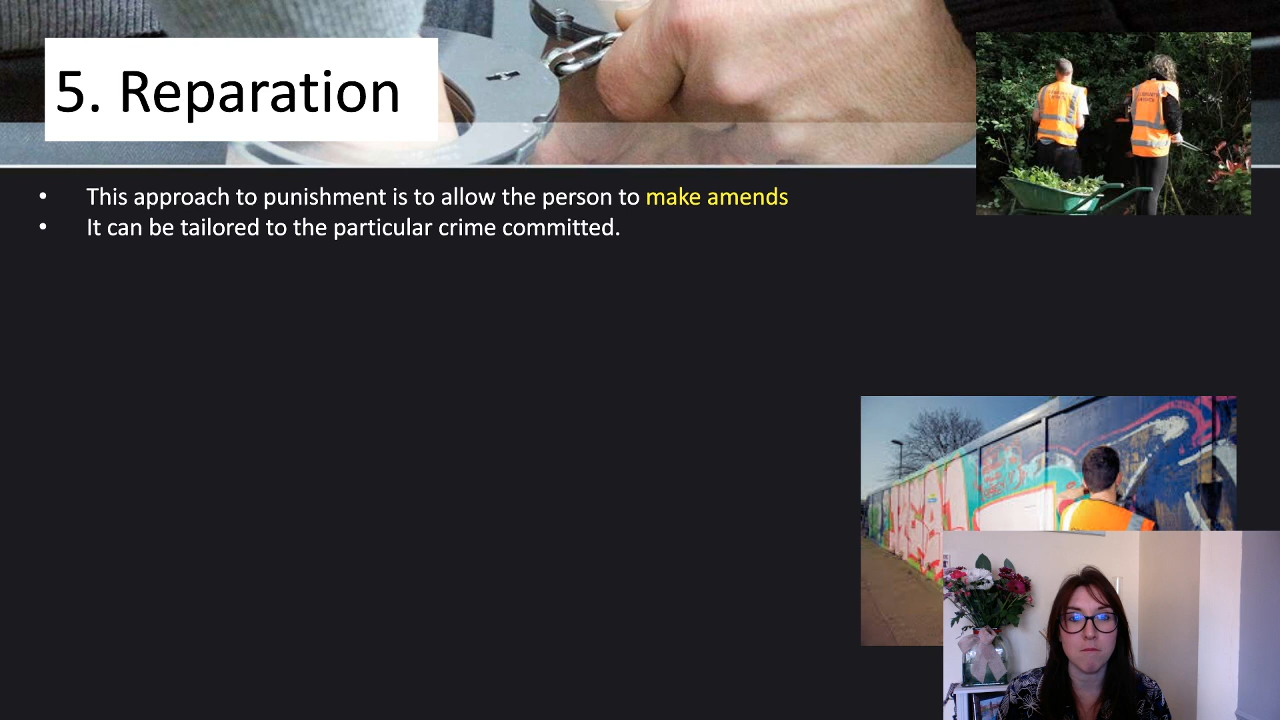 5. Reparation
• This approach to punishment is to allow the person to make amends
• It can be tailored to the particular crime committed.